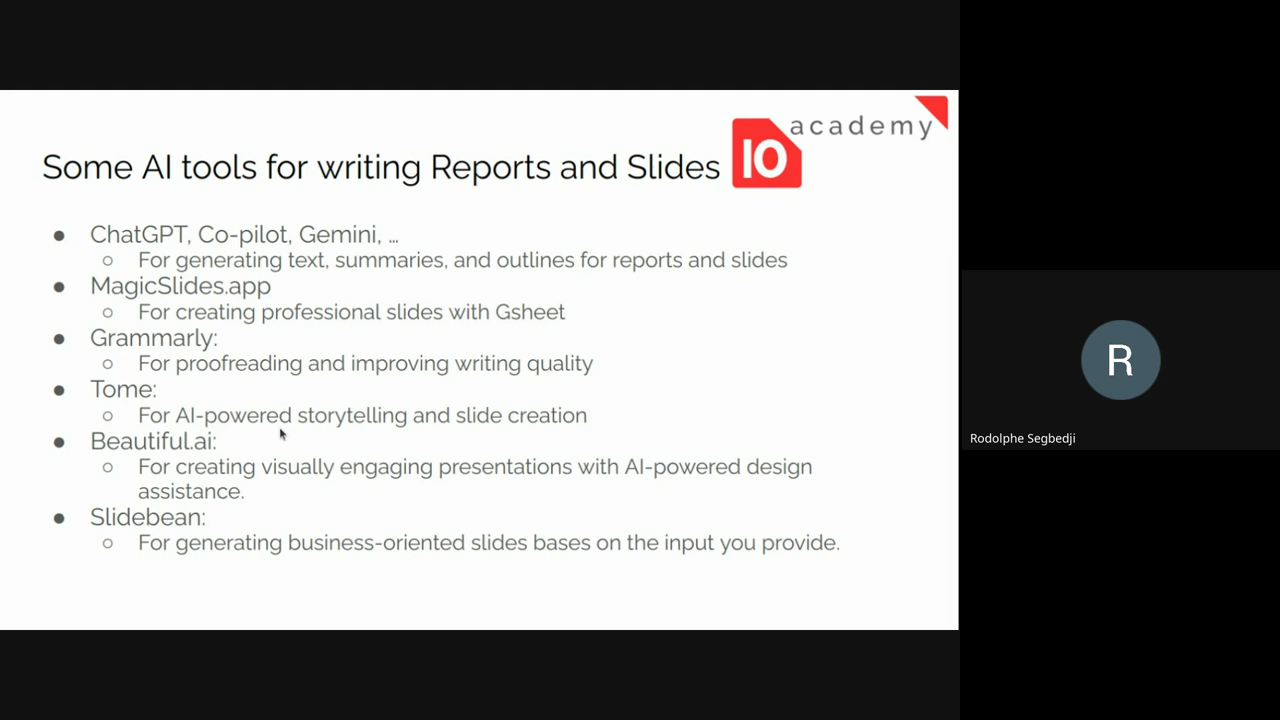 academy
10
Some AI tools for writing Reports and Slides
● ChatGPT, Co-pilot, Gemini, ...
○ For generating text, summaries, and outlines for reports and slides
● MagicSlides.app
○ For creating professional slides with Gsheet
● Grammarly:
○ For proofreading and improving writing quality
● Tome:
○ For AI-powered storytelling and slide creation
● Beautiful.ai:
○ For creating visually engaging presentations with AI-powered design
assistance.
● Slidebean:
○ For generating business-oriented slides bases on the input you provide.
R
Rodolphe Segbedji